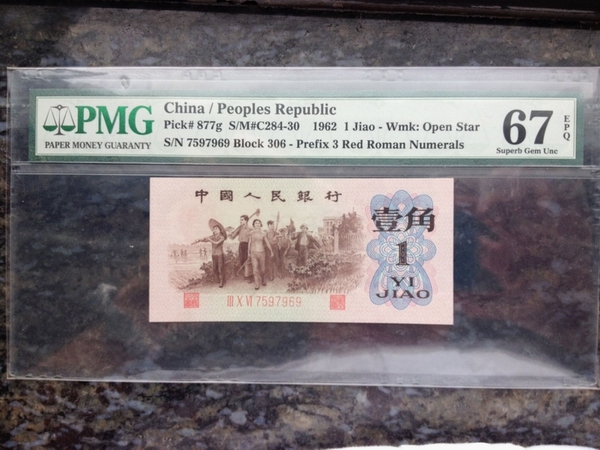 PMG
PAPER MONEY GUARANTY
China / Peoples Republic
Pick# 877g S/M#C284-30 1962 1 Jiao - Wmk: Open Star
S/N 7597969 Block 306 - Prefix 3 Red Roman Numerals
67 EPQ
Superb Gem Unc
中國人民銀行
壹角
1
YI
JIAO
III X VI 7597969